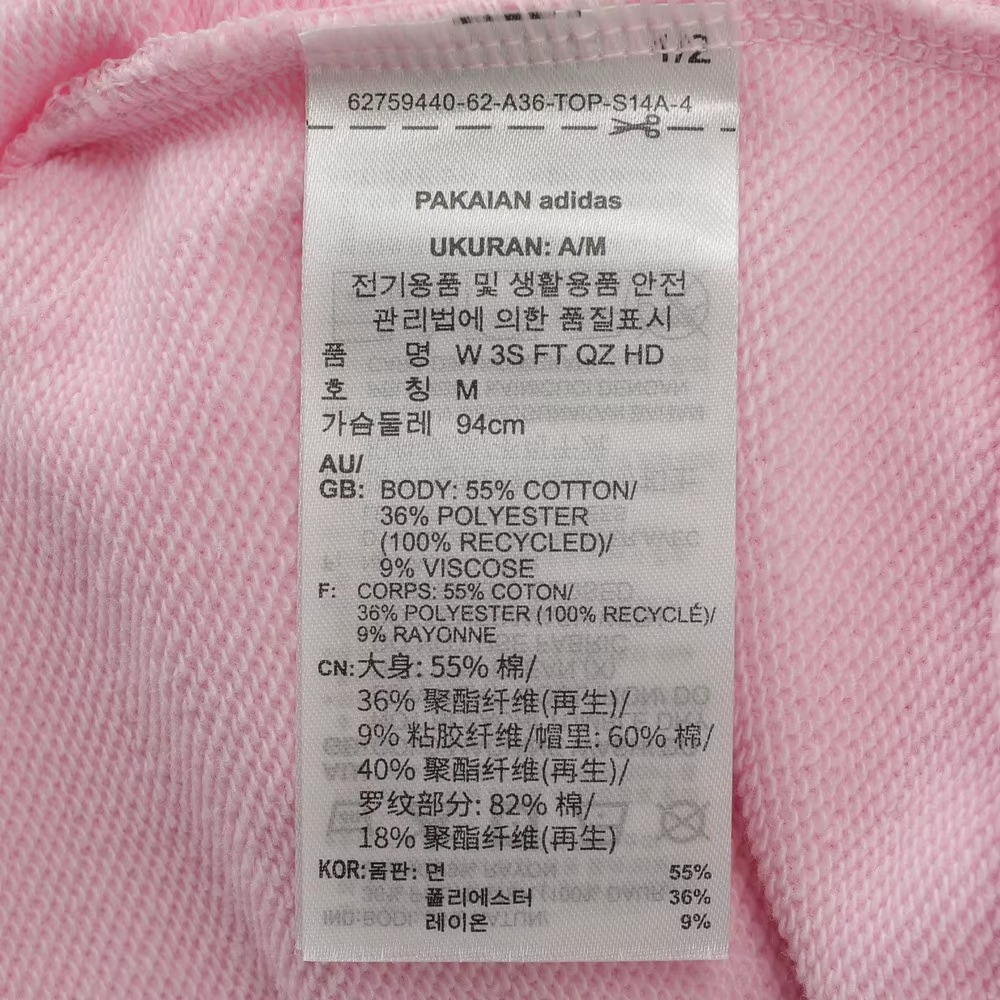 1/2
62759440-62-A36-TOP-S14A-4
PAKAIAN adidas
UKURAN: A/M
전기용품 및 생활용품 안전
관리법에 의한 품질표시
품 명 W 3S FT QZ HD
호 칭 M
가슴둘레 94cm
AU/
GB: BODY: 55% COTTON/
36% POLYESTER
(100% RECYCLED)/
9% VISCOSE
F: CORPS: 55% COTON/
36% POLYESTER (100% RECYCLÉ)/
9% RAYONNE
CN:大身: 55% 棉/
36% 聚酯纤维(再生)/
9% 粘胶纤维/帽里: 60% 棉/
40% 聚酯纤维(再生)/
罗纹部分: 82% 棉/
18% 聚酯纤维(再生)
KOR:몸판: 면 55%
폴리에스터 36%
레이온 9%